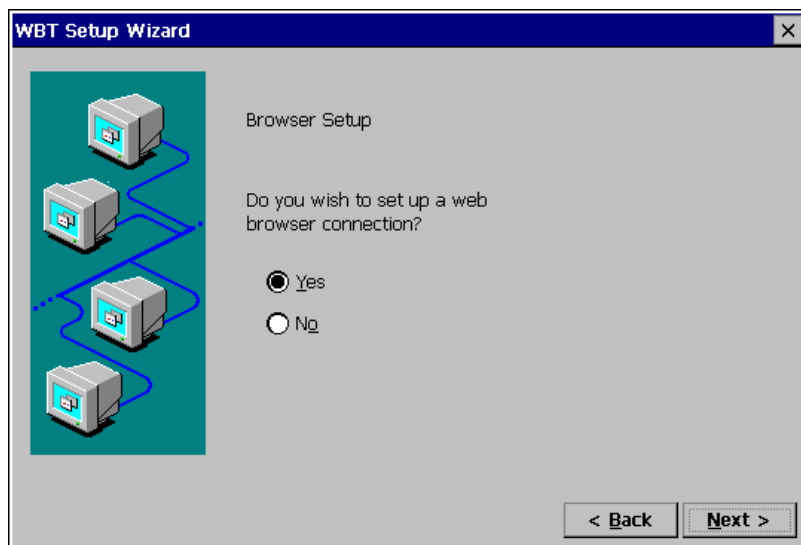 WBT Setup Wizard
Browser Setup
Do you wish to set up a web
browser connection?
Yes
No
< Back
Next >